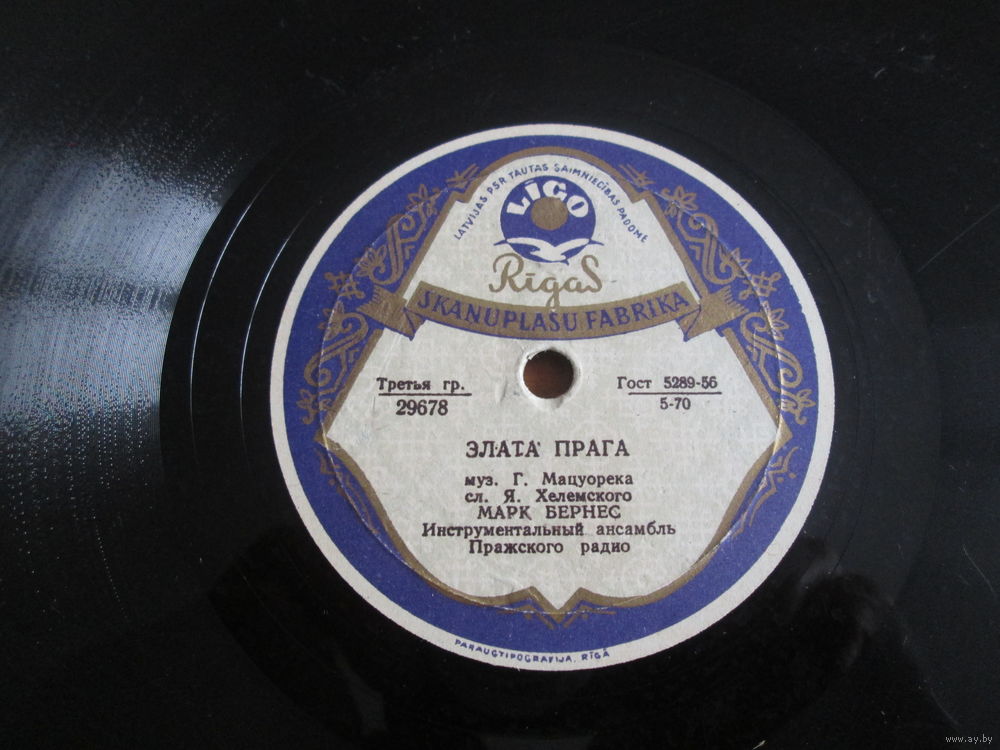 LATVIJAS PSR TAUTAS SAIMNIECĪBAS PADOME
LĪGO
Rīgas
SKAŅUPLAŠU FABRIKA
Третья гр.
29678
Гост 5289-56
5-70
ЗЛАТА ПРАГА
муз. Г. Мацуорека
сл. Я. Хелемского
МАРК БЕРНЕС
Инструментальный ансамбль
Пражского радио
PARAUGTIPOGRAFIJA, RĪGĀ
www.ay.by